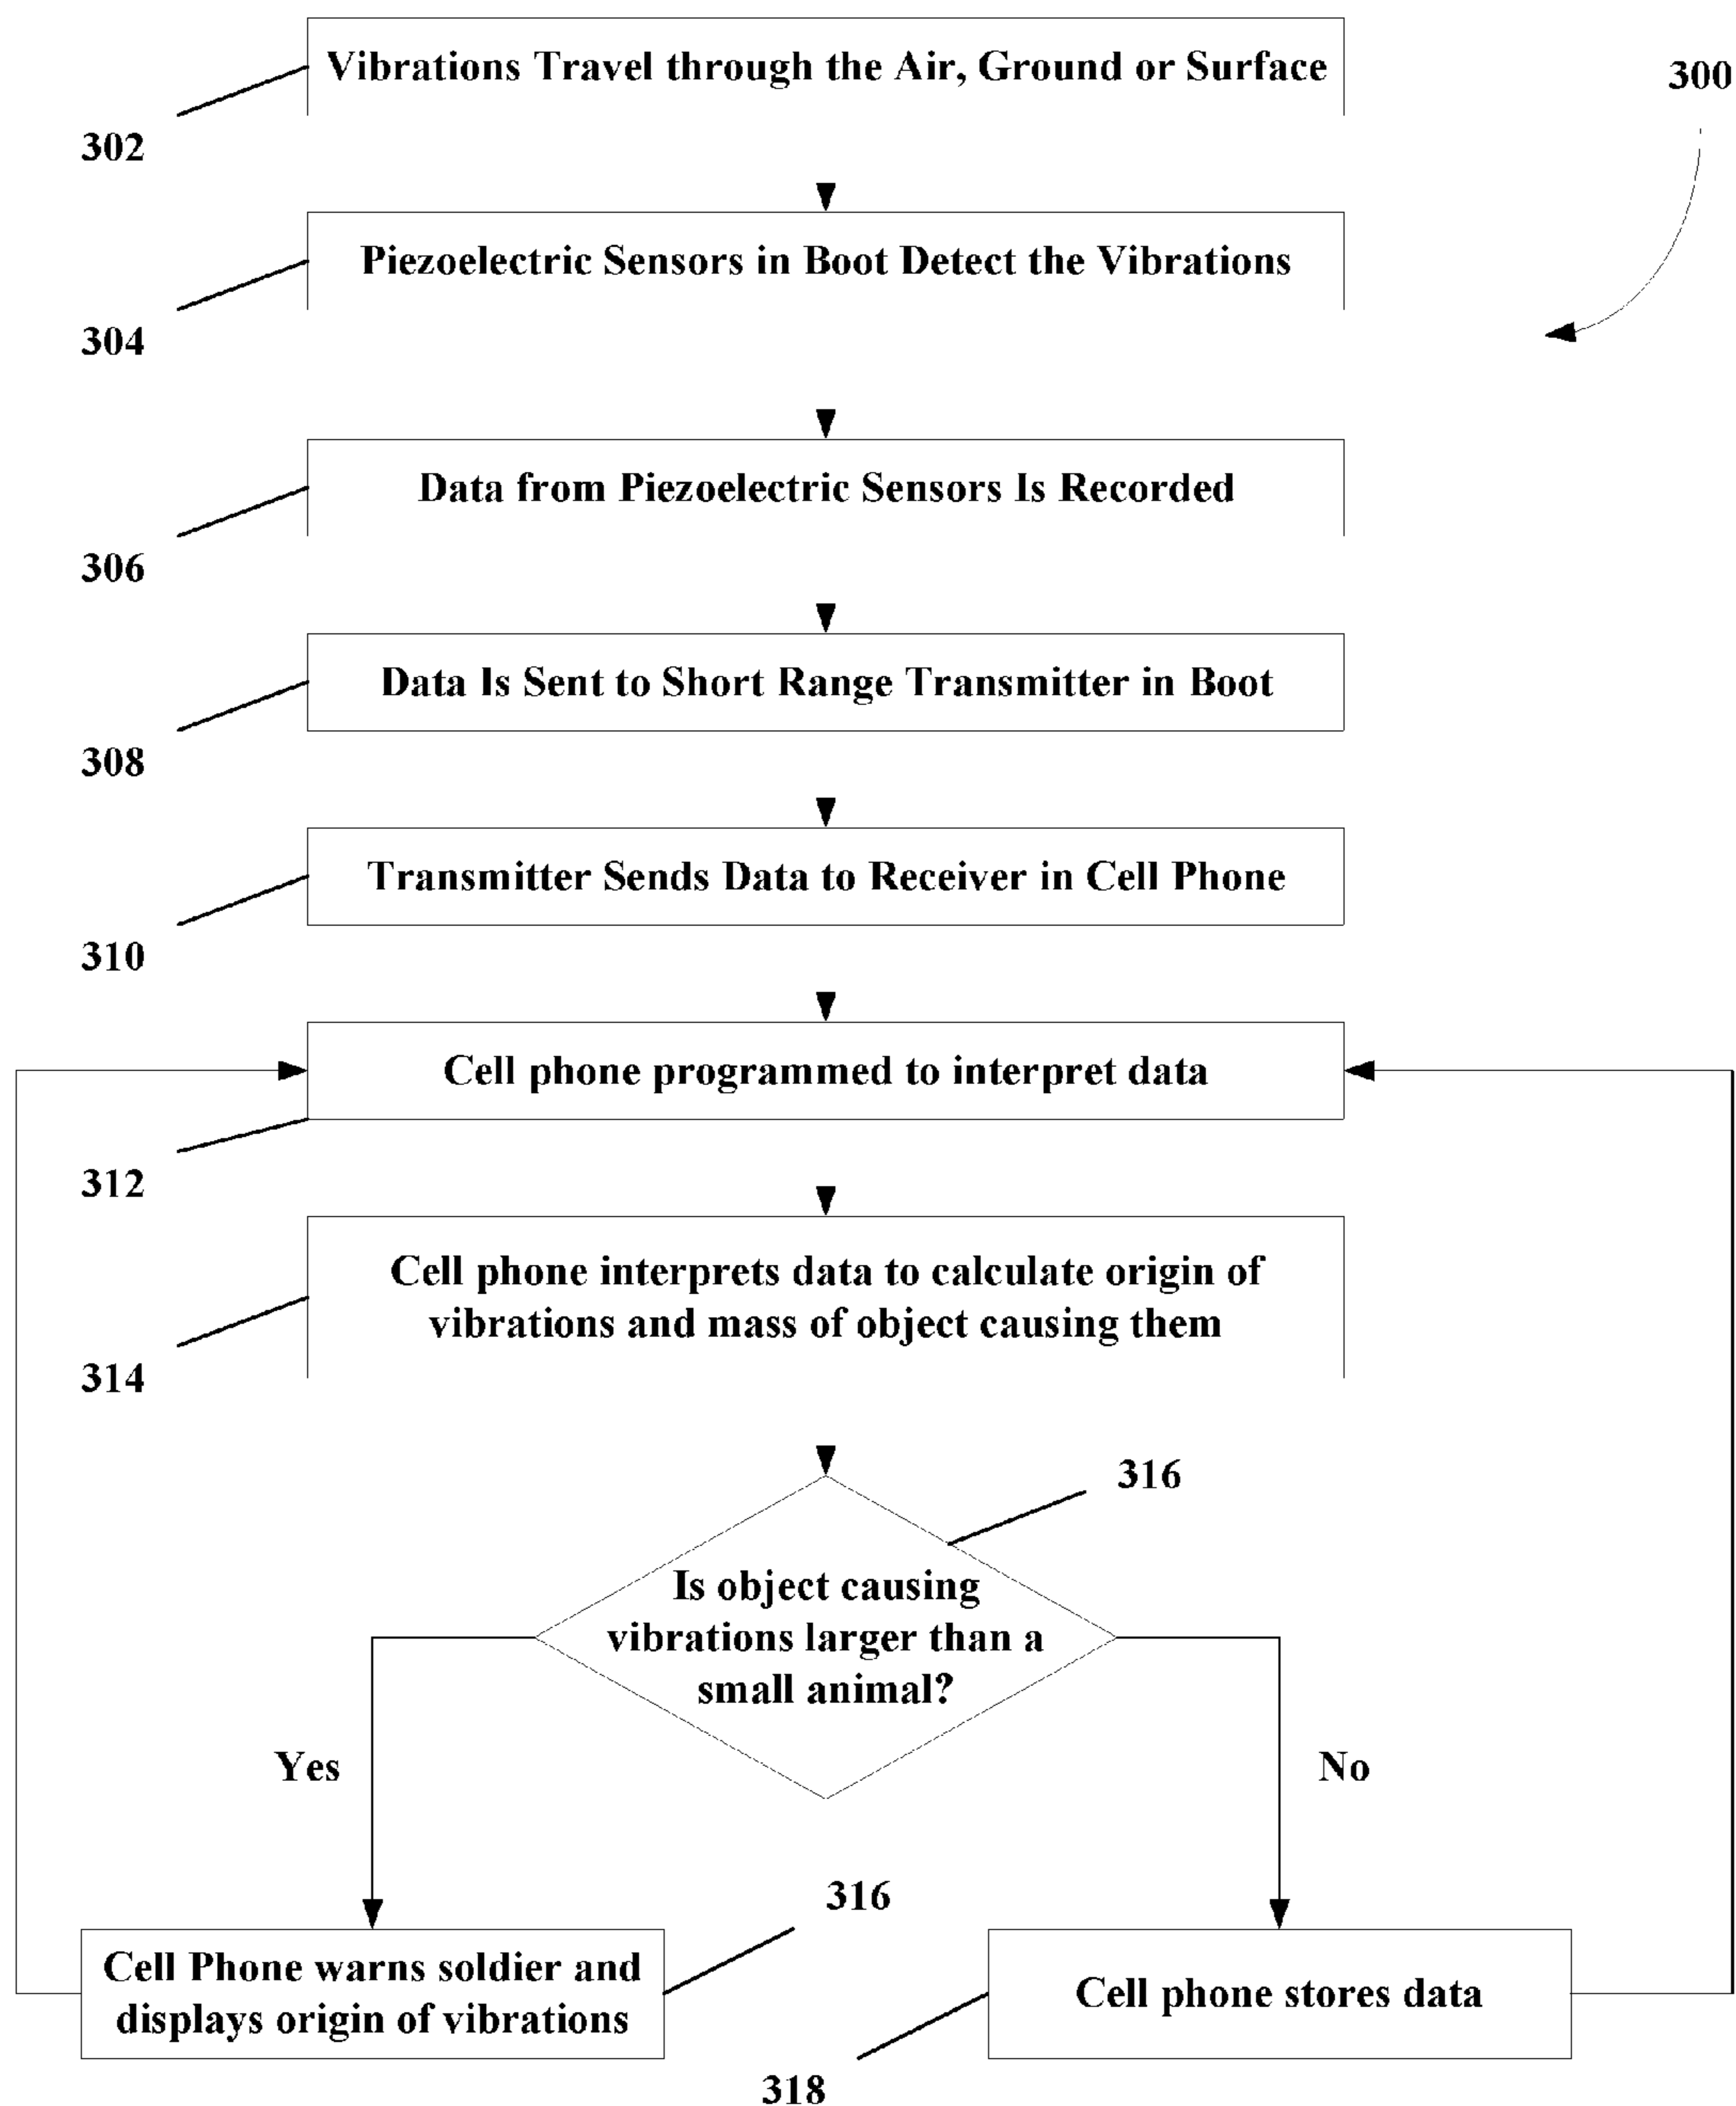 Vibrations Travel through the Air, Ground or Surface
300
302
Piezoelectric Sensors in Boot Detect the Vibrations
304
Data from Piezoelectric Sensors Is Recorded
306
Data Is Sent to Short Range Transmitter in Boot
308
Transmitter Sends Data to Receiver in Cell Phone
310
Cell phone programmed to interpret data
312
Cell phone interprets data to calculate origin of
vibrations and mass of object causing them
314
316
Is object causing
vibrations larger than a
small animal?
Yes
No
316
Cell Phone warns soldier and
displays origin of vibrations
Cell phone stores data
318